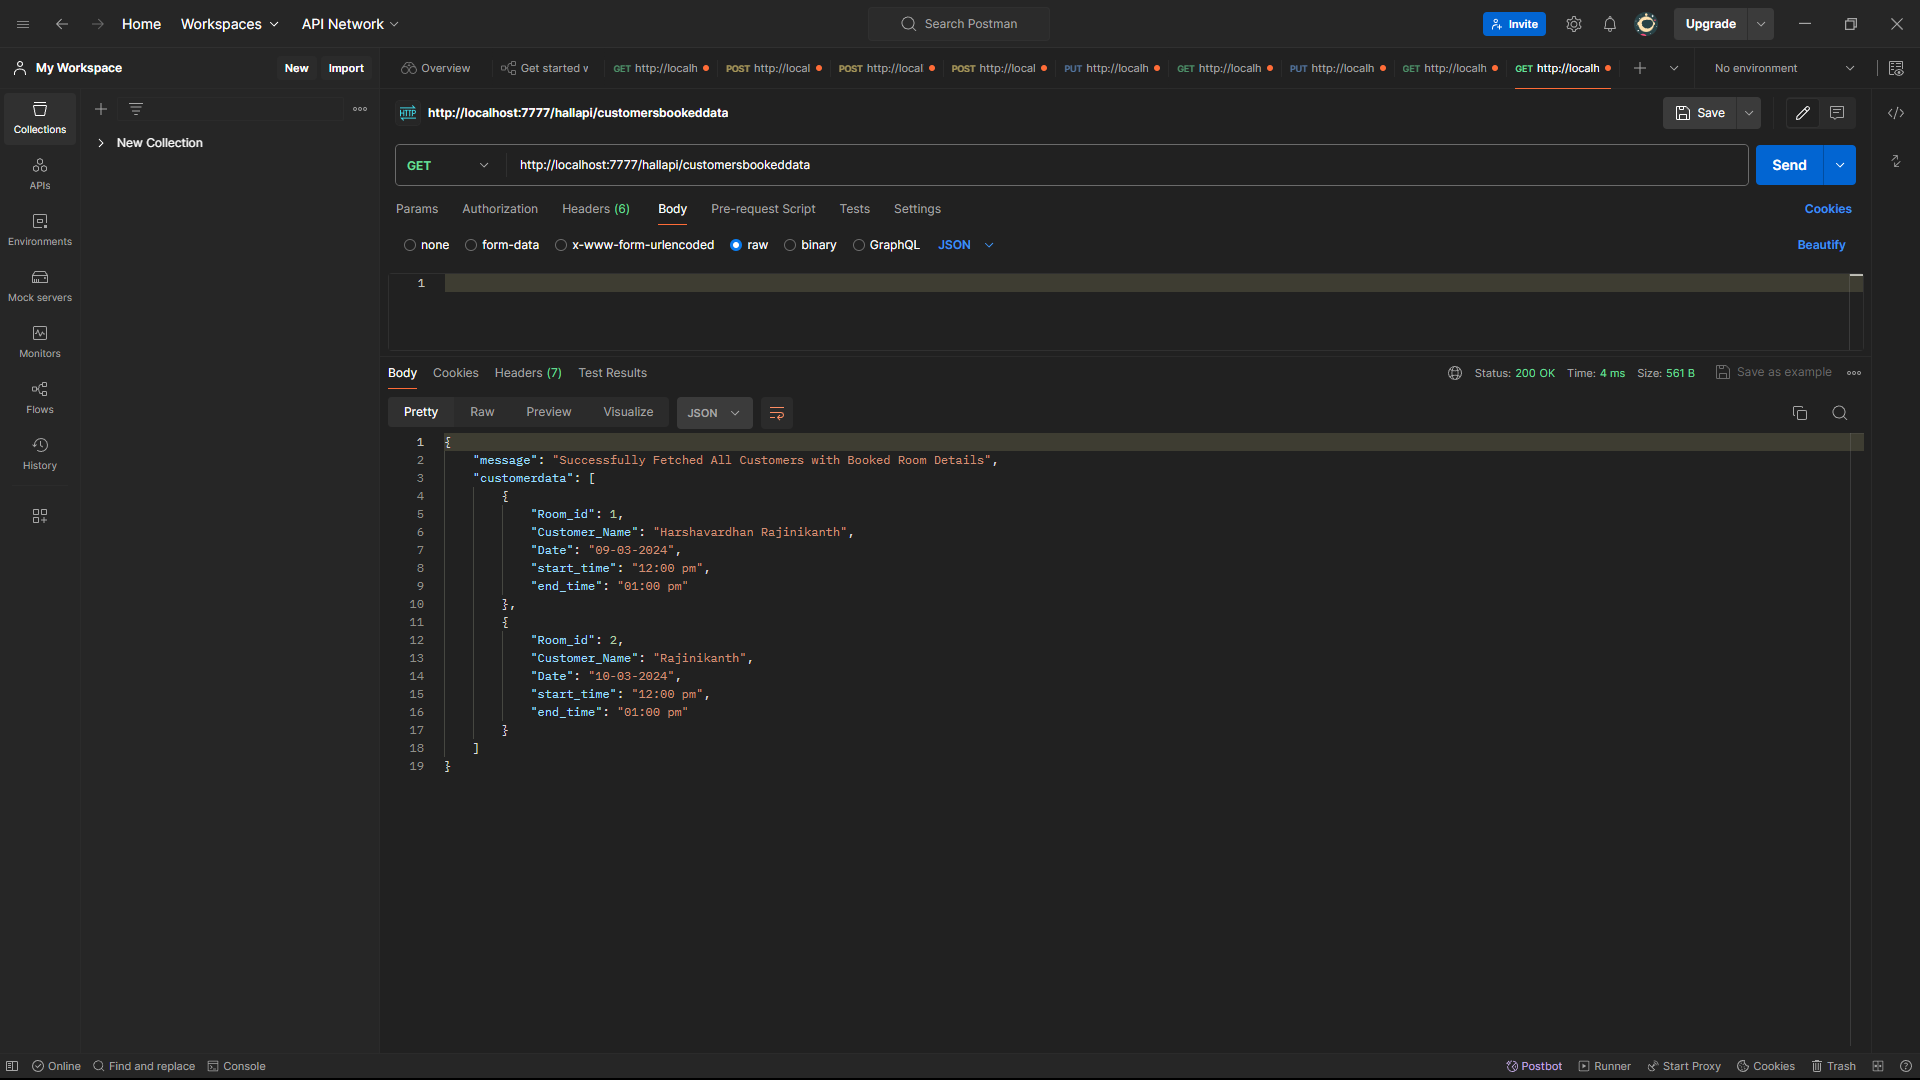 Home Workspaces API Network Search Postman Invite Upgrade
My Workspace New Import Overview Get started v GET http://localh POST http://local POST http://local POST http://local PUT http://localh GET http://localh PUT http://localh GET http://localh GET http://localh No environment
Collections
APIs
Environments
Mock servers
Monitors
Flows
History
New Collection
HTTP http://localhost:7777/hallapi/customersbookeddata Save
GET http://localhost:7777/hallapi/customersbookeddata Send
Params Authorization Headers (6) Body Pre-request Script Tests Settings Cookies
none form-data x-www-form-urlencoded raw binary GraphQL JSON Beautify
1
Body Cookies Headers (7) Test Results Status: 200 OK Time: 4 ms Size: 561 B Save as example
Pretty Raw Preview Visualize JSON
1 {
2 "message": "Successfully Fetched All Customers with Booked Room Details",
3 "customerdata": [
4 {
5 "Room_id": 1,
6 "Customer_Name": "Harshavardhan Rajinikanth",
7 "Date": "09-03-2024",
8 "start_time": "12:00 pm",
9 "end_time": "01:00 pm"
10 },
11 {
12 "Room_id": 2,
13 "Customer_Name": "Rajinikanth",
14 "Date": "10-03-2024",
15 "start_time": "12:00 pm",
16 "end_time": "01:00 pm"
17 }
18 ]
19 }
Online Find and replace Console Postbot Runner Start Proxy Cookies Trash